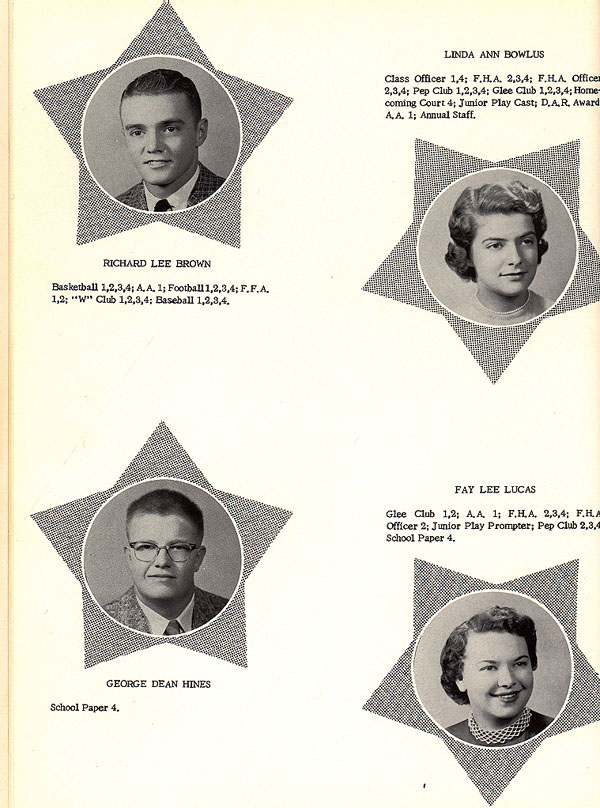 LINDA ANN BOWLUS
Class Officer 1,4; F.H.A. 2,3,4; F.H.A. Officer
2,3,4; Pep Club 1,2,3,4; Glee Club 1,2,3,4; Home-
coming Court 4; Junior Play Cast; D.A.R. Award
A.A. 1; Annual Staff.
RICHARD LEE BROWN
Basketball 1,2,3,4; A.A. 1; Football 1,2,3,4; F.F.A.
1,2; "W" Club 1,2,3,4; Baseball 1,2,3,4.
FAY LEE LUCAS
Glee Club 1,2; A.A. 1; F.H.A. 2,3,4; F.H.A
Officer 2; Junior Play Prompter; Pep Club 2,3,4
School Paper 4.
GEORGE DEAN HINES
School Paper 4.